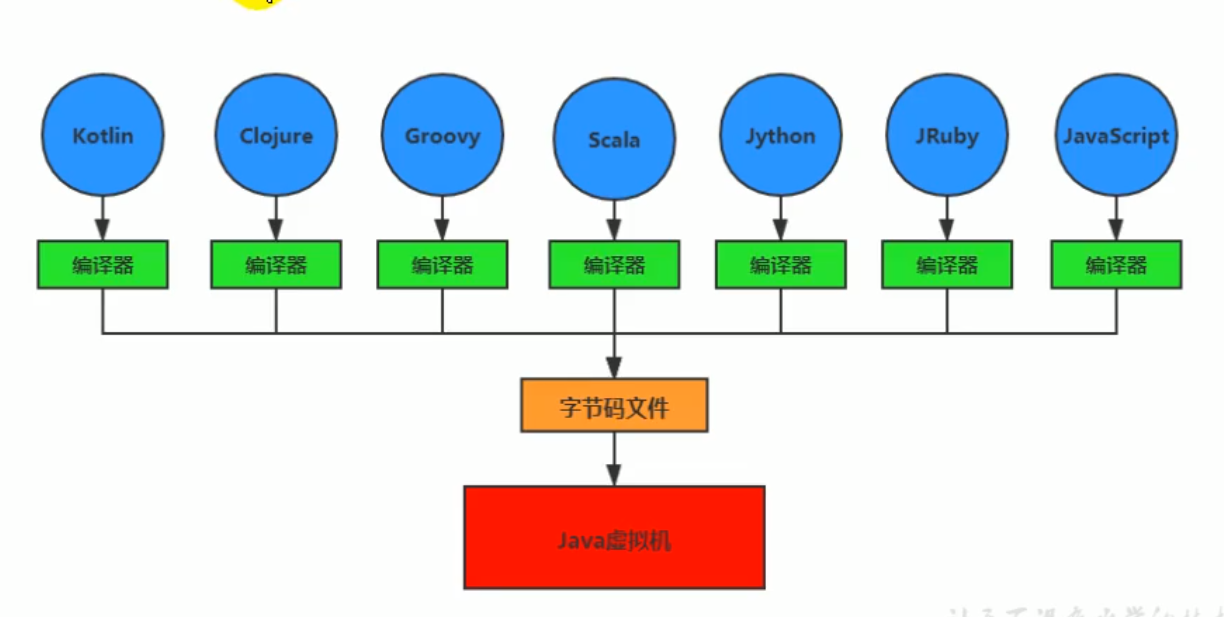 Kotlin
Clojure
Groovy
Scala
Jython
JRuby
JavaScript
编译器
编译器
编译器
编译器
编译器
编译器
编译器
字节码文件
Java虚拟机